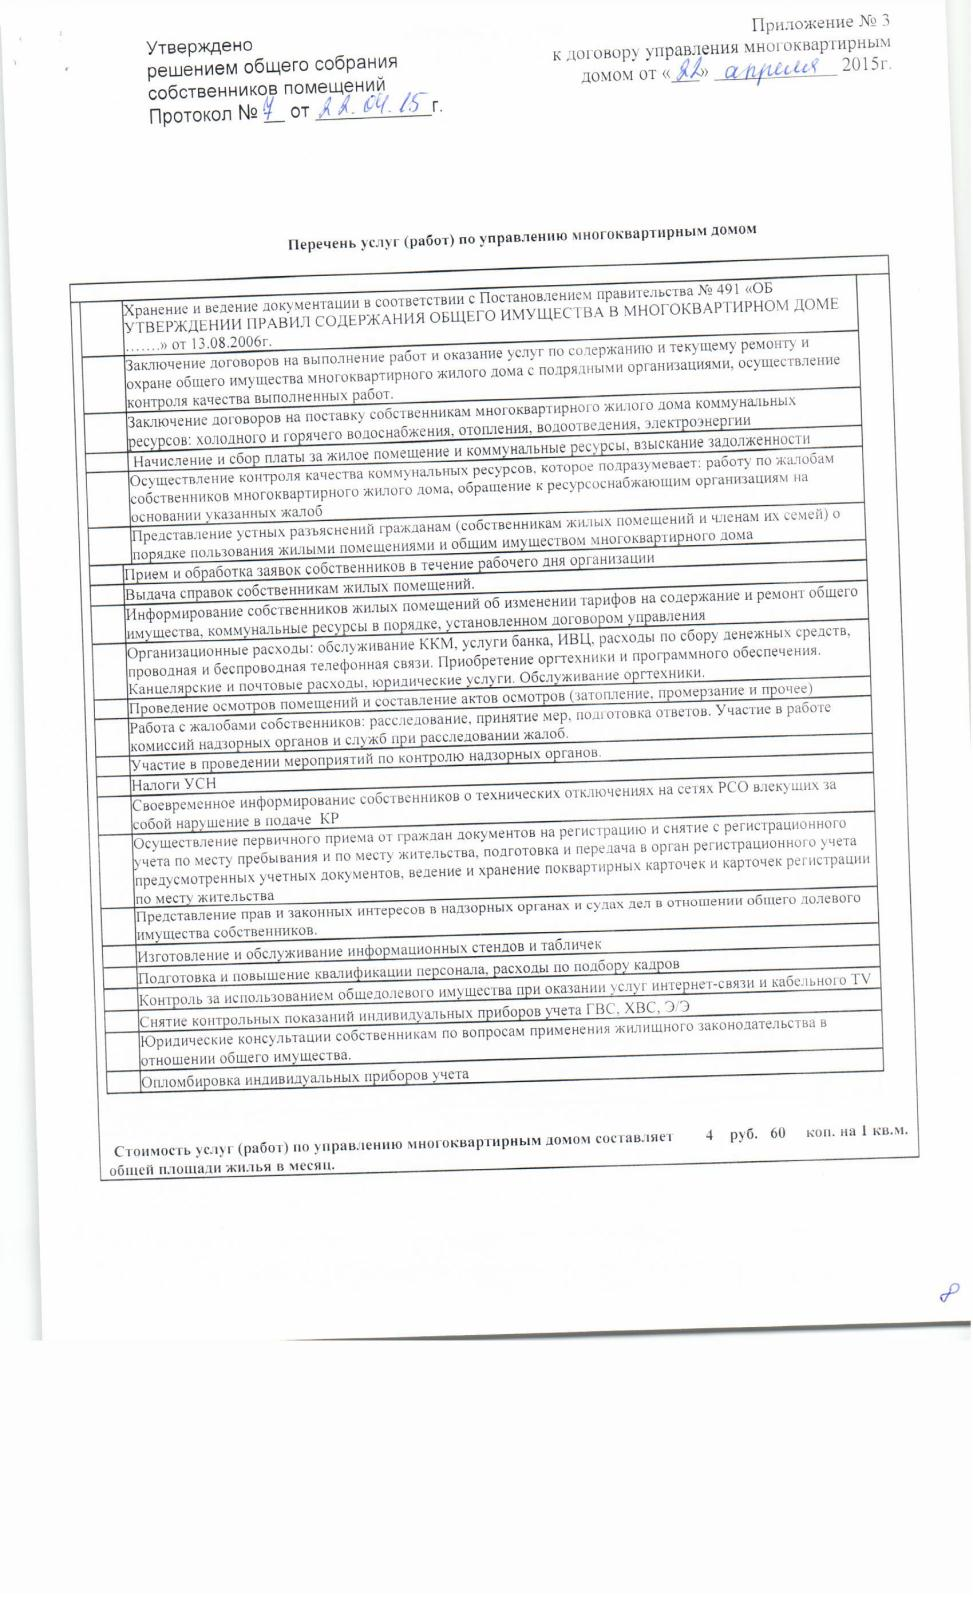 Утверждено
решением общего собрания
собственников помещений
Протокол № 7 от 22.04.15 г.
Приложение № 3
к договору управления многоквартирным
домом от «22» апреля 2015г.
Перечень услуг (работ) по управлению многоквартирным домом
Хранение и ведение документации в соответствии с Постановлением правительства № 491 «ОБ
УТВЕРЖДЕНИИ ПРАВИЛ СОДЕРЖАНИЯ ОБЩЕГО ИМУЩЕСТВА В МНОГОКВАРТИРНОМ ДОМЕ
…….» от 13.08.2006г.
Заключение договоров на выполнение работ и оказание услуг по содержанию и текущему ремонту и
охране общего имущества многоквартирного жилого дома с подрядными организациями, осуществление
контроля качества выполненных работ.
Заключение договоров на поставку собственникам многоквартирного жилого дома коммунальных
ресурсов: холодного и горячего водоснабжения, отопления, водоотведения, электроэнергии
Начисление и сбор платы за жилое помещение и коммунальные ресурсы, взыскание задолженности
Осуществление контроля качества коммунальных ресурсов, которое подразумевает: работу по жалобам
собственников многоквартирного жилого дома, обращение к ресурсоснабжающим организациям на
основании указанных жалоб
Представление устных разъяснений гражданам (собственникам жилых помещений и членам их семей) о
порядке пользования жилыми помещениями и общим имуществом многоквартирного дома
Прием и обработка заявок собственников в течение рабочего дня организации
Выдача справок собственникам жилых помещений.
Информирование собственников жилых помещений об изменении тарифов на содержание и ремонт общего
имущества, коммунальные ресурсы в порядке, установленном договором управления
Организационные расходы: обслуживание ККМ, услуги банка, ИВЦ, расходы по сбору денежных средств,
проводная и беспроводная телефонная связи. Приобретение оргтехники и программного обеспечения.
Канцелярские и почтовые расходы, юридические услуги. Обслуживание оргтехники.
Проведение осмотров помещений и составление актов осмотров (затопление, промерзание и прочее)
Работа с жалобами собственников: расследование, принятие мер, подготовка ответов. Участие в работе
комиссий надзорных органов и служб при расследовании жалоб.
Участие в проведении мероприятий по контролю надзорных органов.
Налоги УСН
Своевременное информирование собственников о технических отключениях на сетях РСО влекущих за
собой нарушение в подаче КР
Осуществление первичного приема от граждан документов на регистрацию и снятие с регистрационного
учета по месту пребывания и по месту жительства, подготовка и передача в орган регистрационного учета
предусмотренных учетных документов, ведение и хранение поквартирных карточек и карточек регистрации
по месту жительства
Представление прав и законных интересов в надзорных органах и судах дел в отношении общего долевого
имущества собственников.
Изготовление и обслуживание информационных стендов и табличек
Подготовка и повышение квалификации персонала, расходы по подбору кадров
Контроль за использованием общедолевого имущества при оказании услуг интернет-связи и кабельного TV
Снятие контрольных показаний индивидуальных приборов учета ГВС, ХВС, Э/Э
Юридические консультации собственникам по вопросам применения жилищного законодательства в
отношении общего имущества.
Опломбировка индивидуальных приборов учета
Стоимость услуг (работ) по управлению многоквартирным домом составляет 4 руб. 60 коп. на 1 кв.м.
общей площади жилья в месяц.
8